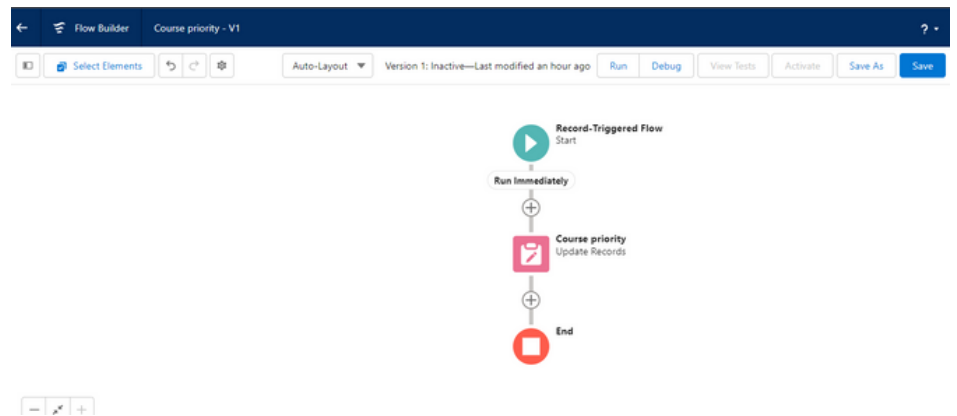 Flow Builder Course priority - V1 ?
Select Elements Auto-Layout Version 1: Inactive—Last modified an hour ago Run Debug View Tests Activate Save As Save
Record-Triggered Flow
Start
Run Immediately
Course priority
Update Records
End